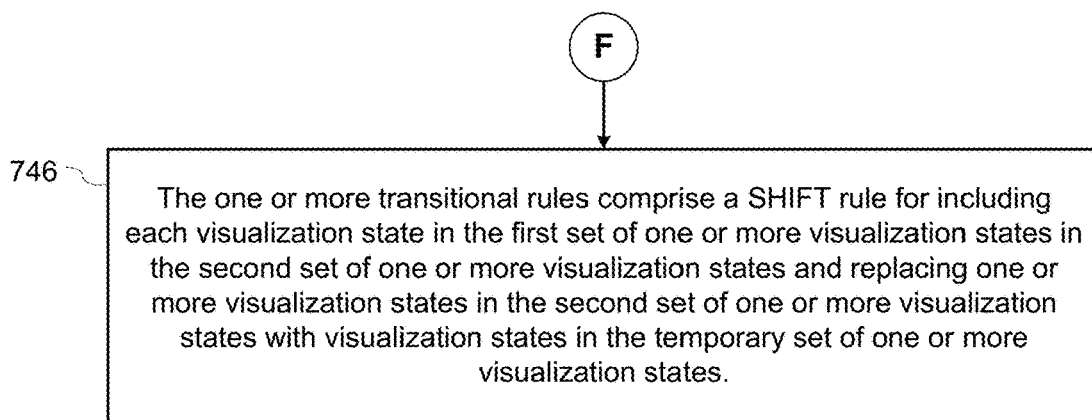 F
746
The one or more transitional rules comprise a SHIFT rule for including
each visualization state in the first set of one or more visualization states in
the second set of one or more visualization states and replacing one or
more visualization states in the second set of one or more visualization
states with visualization states in the temporary set of one or more
visualization states.